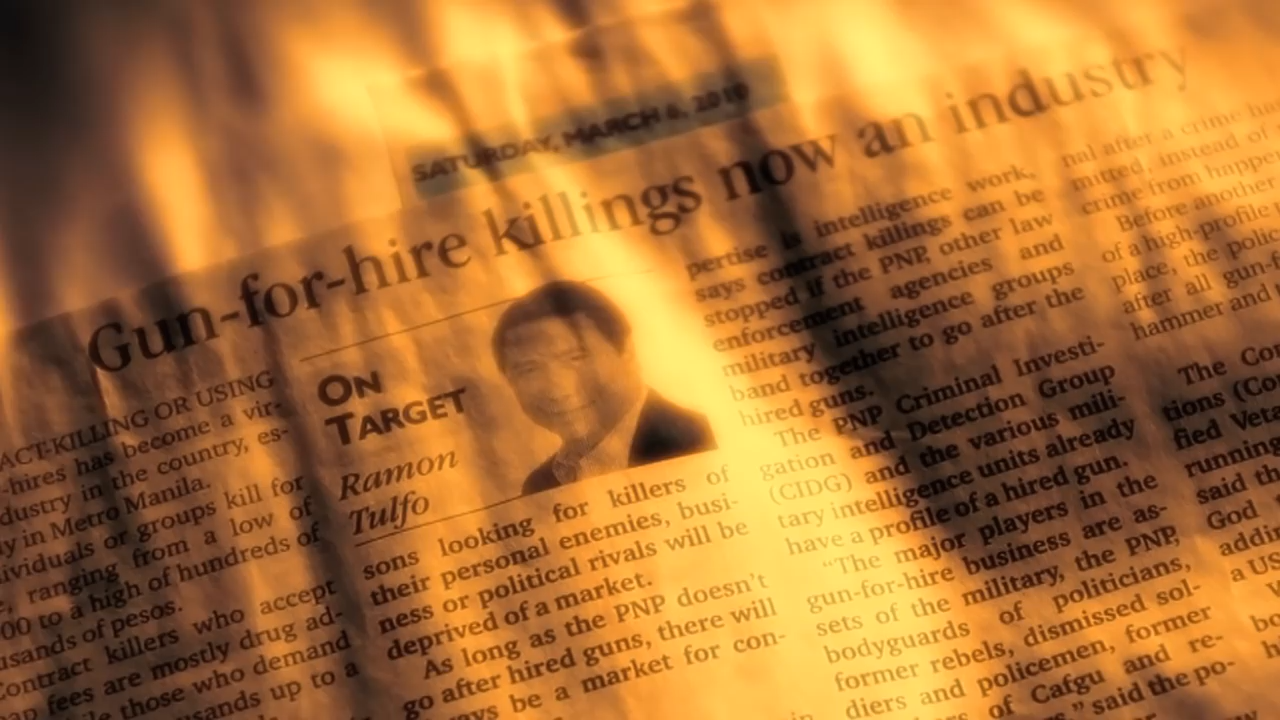 SATURDAY, MARCH 6, 2010
Gun-for-hire killings now an industry
ACT-KILLING OR USING
-hires has become a vir-
dustry in the country, es-
y in Metro Manila.
ividuals or groups kill for
, ranging from a low of
00 to a high of hundreds of
usands of pesos.
Contract killers who accept
fees are mostly drug ad-
those who demand
usands up to a
ON
TARGET
Ramon
Tulfo
sons looking for killers of
their personal enemies, busi-
ness or political rivals will be
deprived of a market.
As long as the PNP doesn't
go after hired guns, there will
be a market for con-
pertise is intelligence work,
says contract killings can be
stopped if the PNP, other law
enforcement agencies and
military intelligence groups
band together to go after the
hired guns.
The PNP Criminal Investi-
gation and Detection Group
(CIDG) and the various mili-
tary intelligence units already
have a profile of a hired gun.
"The major players in the
gun-for-hire business are as-
sets of the military, the PNP,
bodyguards of politicians,
former rebels, dismissed sol-
diers and policemen, former
of Cafgu and re-
" said the po-
nal after a crime ha
mitted, instead of
crime from happe
Before another
of a high-profile
place, the polic
after all gun-f
hammer and
The Co
tions (Co
fied Vet
running
said th
God
addi
a US